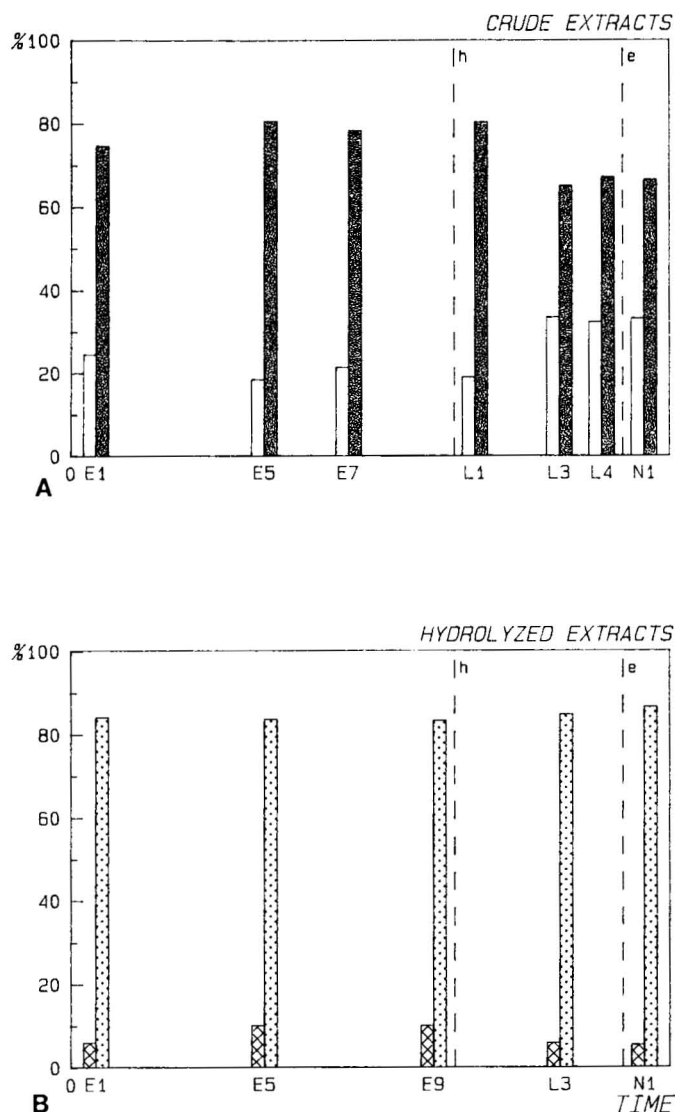 CRUDE EXTRACTS
%100
h
e
80
60
40
20
0
0 E1 E5 E7 L1 L3 L4 N1
A
HYDROLYZED EXTRACTS
%100
h
e
80
60
40
20
0
0 E1 E5 E9 L3 N1
B
TIME